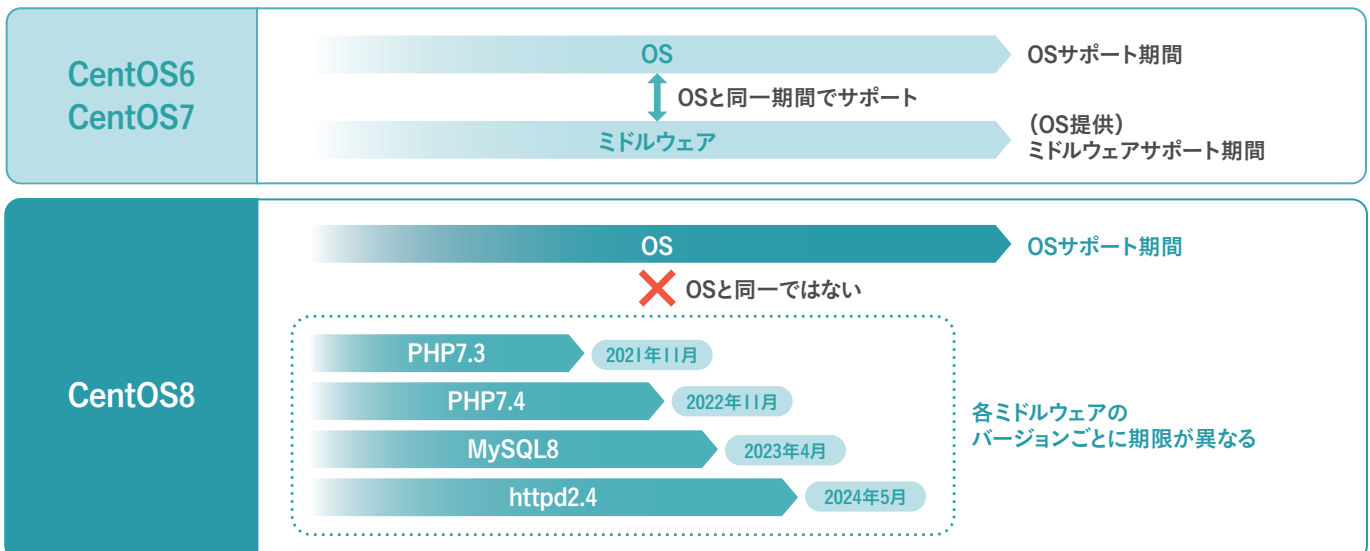 CentOS6
CentOS7
OS
OSサポート期間
OSと同一期間でサポート
ミドルウェア
（OS提供）
ミドルウェアサポート期間
CentOS8
OS
OSサポート期間
OSと同一ではない
PHP7.3
2021年11月
PHP7.4
2022年11月
MySQL8
2023年4月
httpd2.4
2024年5月
各ミドルウェアの
バージョンごとに期限が異なる